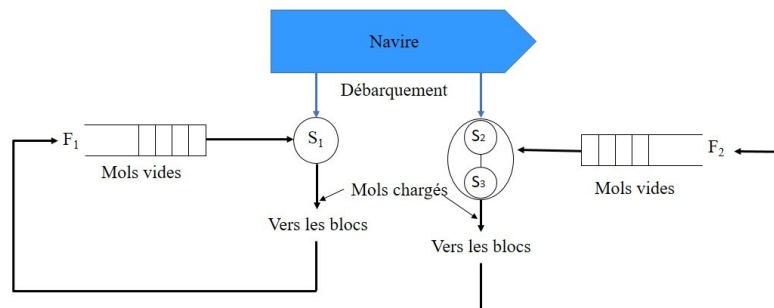 Navire
Débarquement
F₁
S₁
S₂
F₂
S₃
Mols vides
Mols chargés
Mols vides
Vers les blocs
Vers les blocs